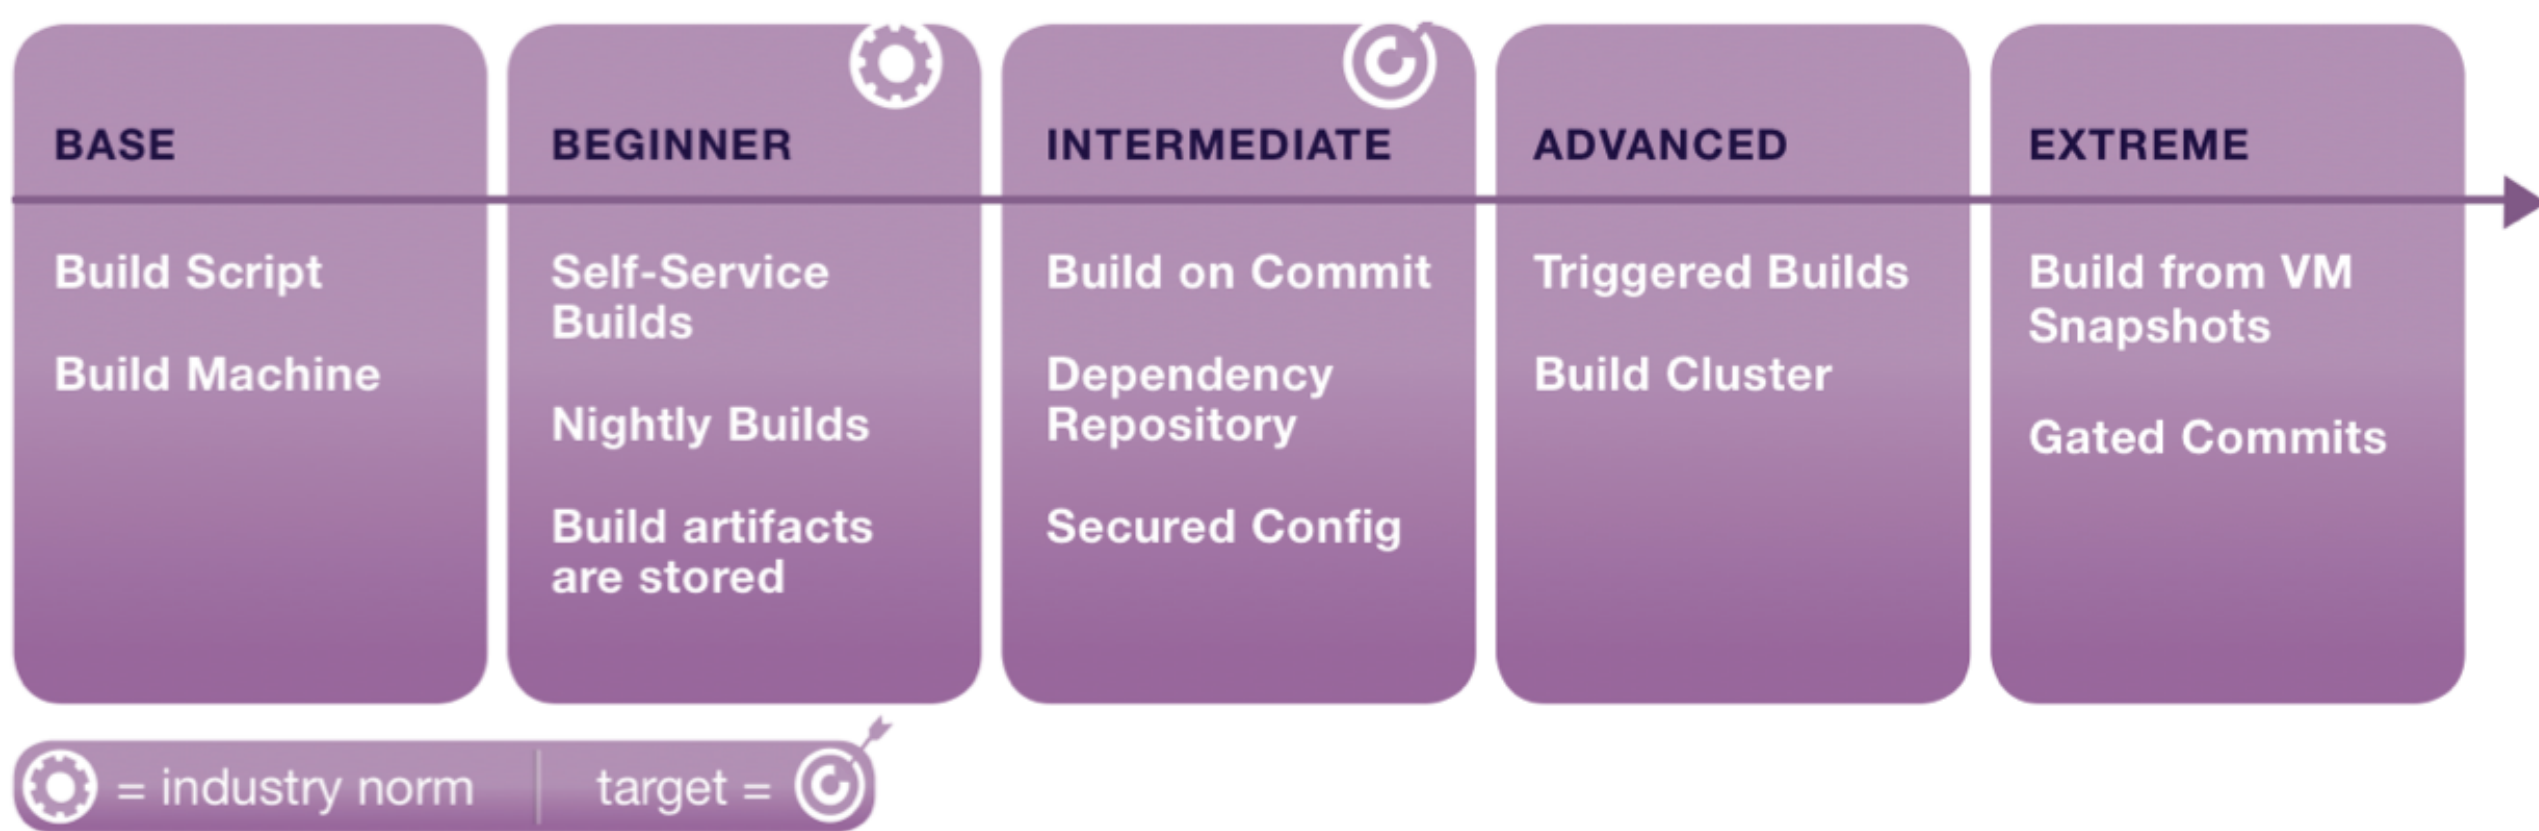 BASE
Build Script
Build Machine
BEGINNER
Self-Service
Builds
Nightly Builds
Build artifacts
are stored
INTERMEDIATE
Build on Commit
Dependency
Repository
Secured Config
ADVANCED
Triggered Builds
Build Cluster
EXTREME
Build from VM
Snapshots
Gated Commits
= industry norm
target =